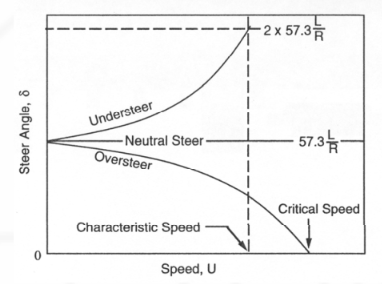 2 x 57.3 L/R
Understeer
Neutral Steer
57.3 L/R
Oversteer
Steer Angle, δ
Critical Speed
Characteristic Speed
0
Speed, U